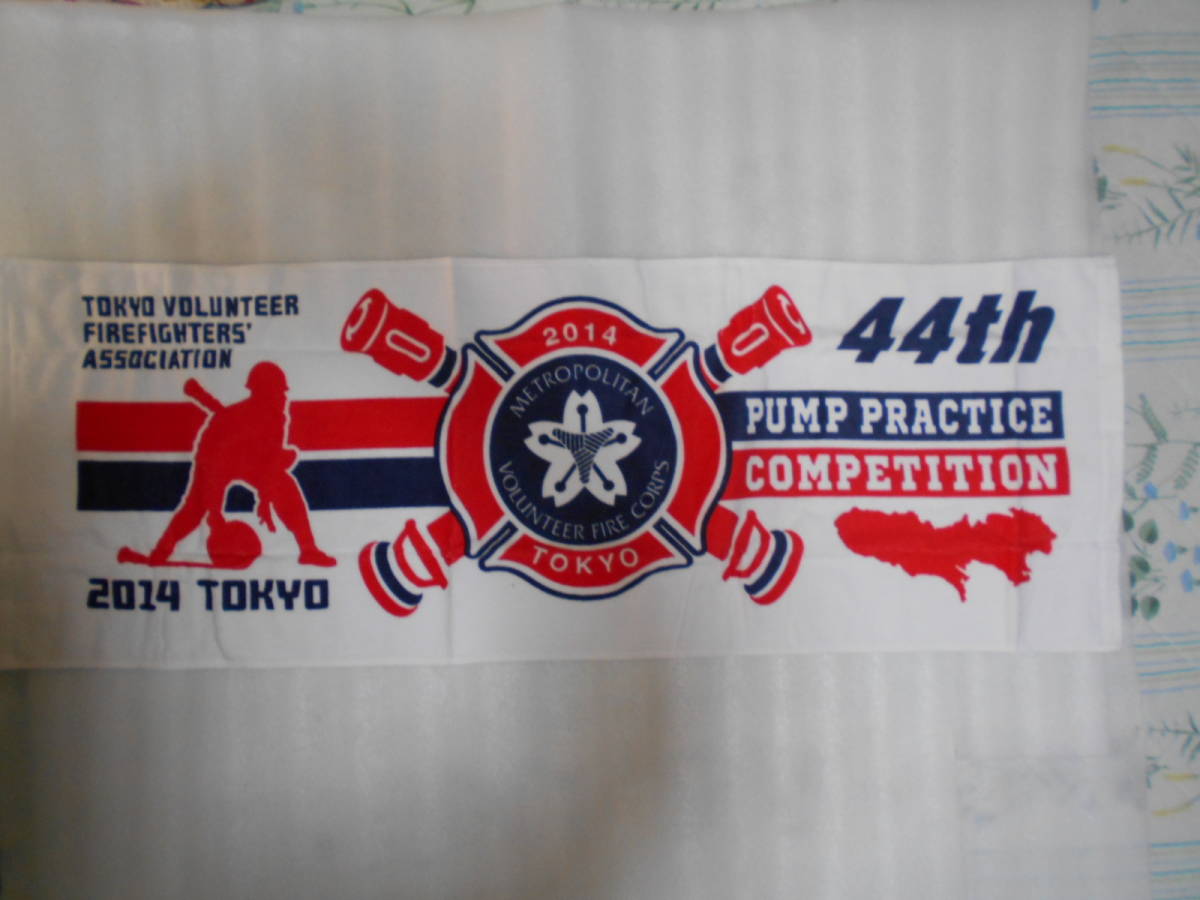 TOKYO VOLUNTEER
FIREFIGHTERS'
ASSOCIATION
2014 TOKYO
2014
METROPOLITAN
VOLUNTEER FIRE CORPS
TOKYO
44th
PUMP PRACTICE
COMPETITION